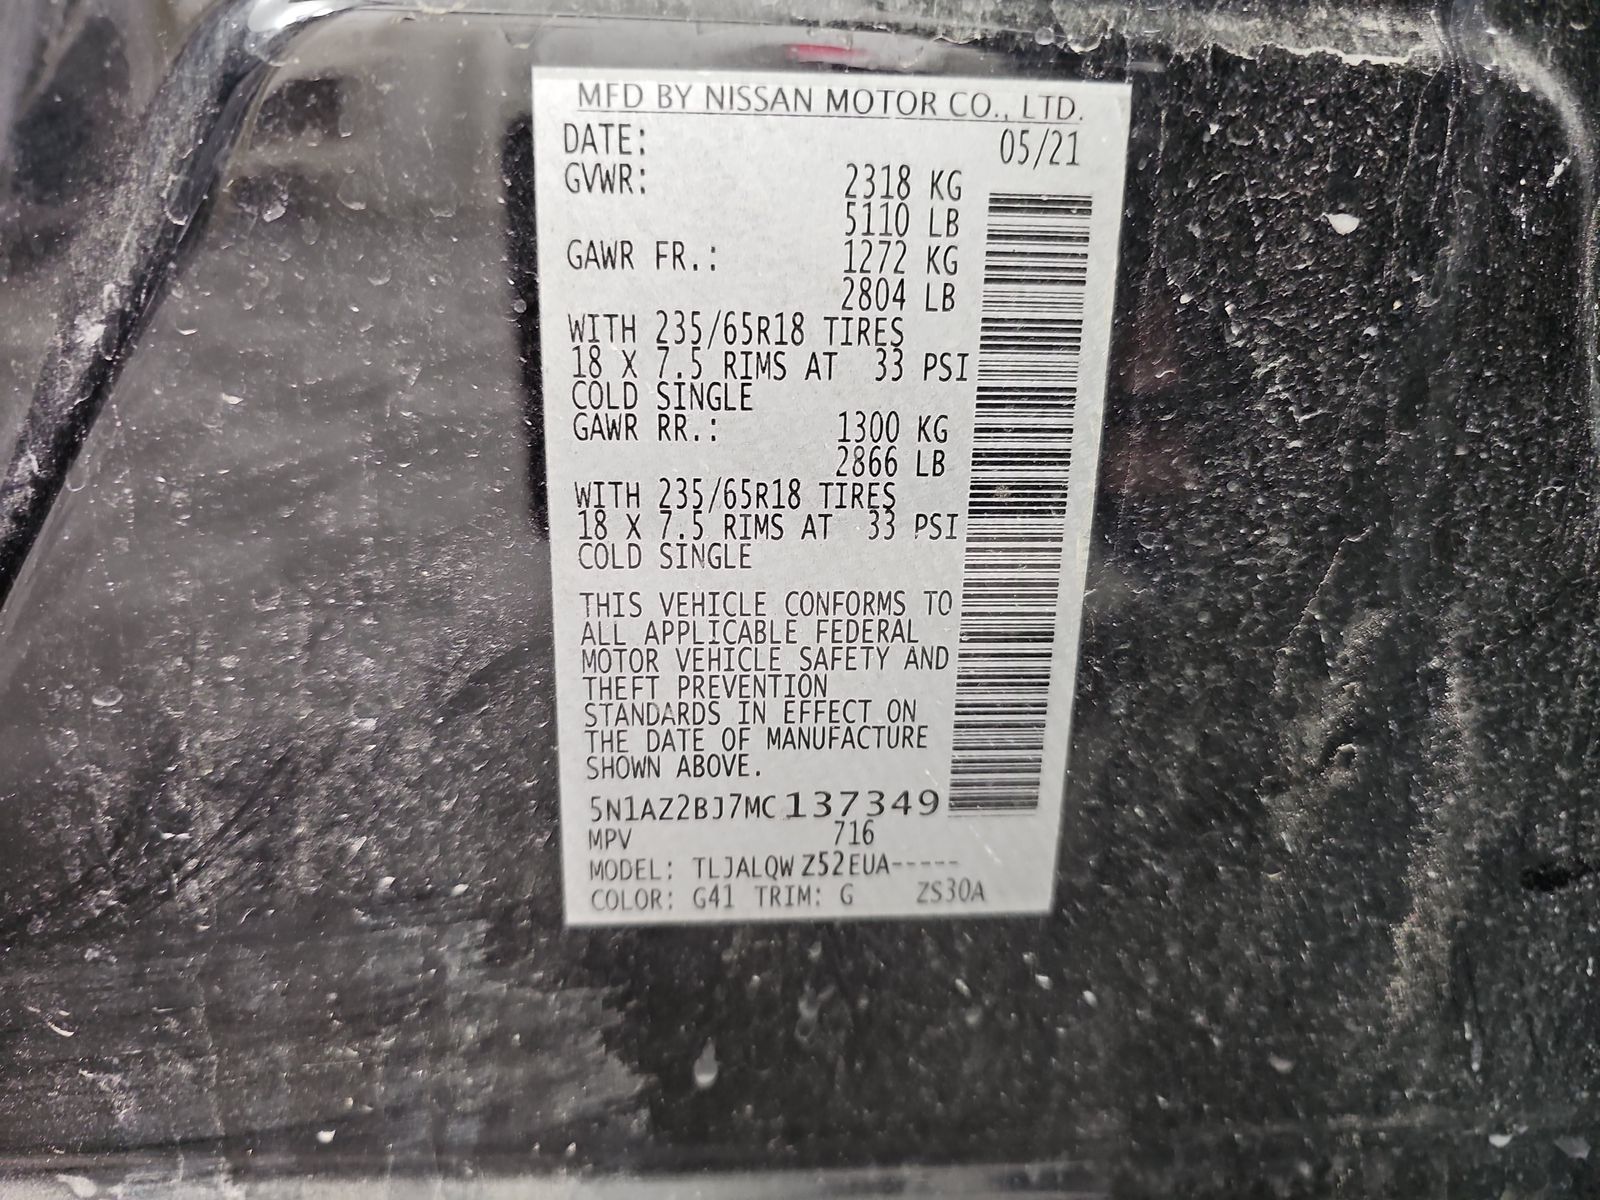 MFD BY NISSAN MOTOR CO., LTD.
DATE: 05/21
GVWR: 2318 KG
5110 LB
GAWR FR.: 1272 KG
2804 LB
WITH 235/65R18 TIRES
18 X 7.5 RIMS AT 33 PSI
COLD SINGLE
GAWR RR.: 1300 KG
2866 LB
WITH 235/65R18 TIRES
18 X 7.5 RIMS AT 33 PSI
COLD SINGLE
THIS VEHICLE CONFORMS TO
ALL APPLICABLE FEDERAL
MOTOR VEHICLE SAFETY AND
THEFT PREVENTION
STANDARDS IN EFFECT ON
THE DATE OF MANUFACTURE
SHOWN ABOVE.
5N1AZ2BJ7MC137349
MPV 716
MODEL: TLJALQW Z52EUA-----
COLOR: G41 TRIM: G ZS30A